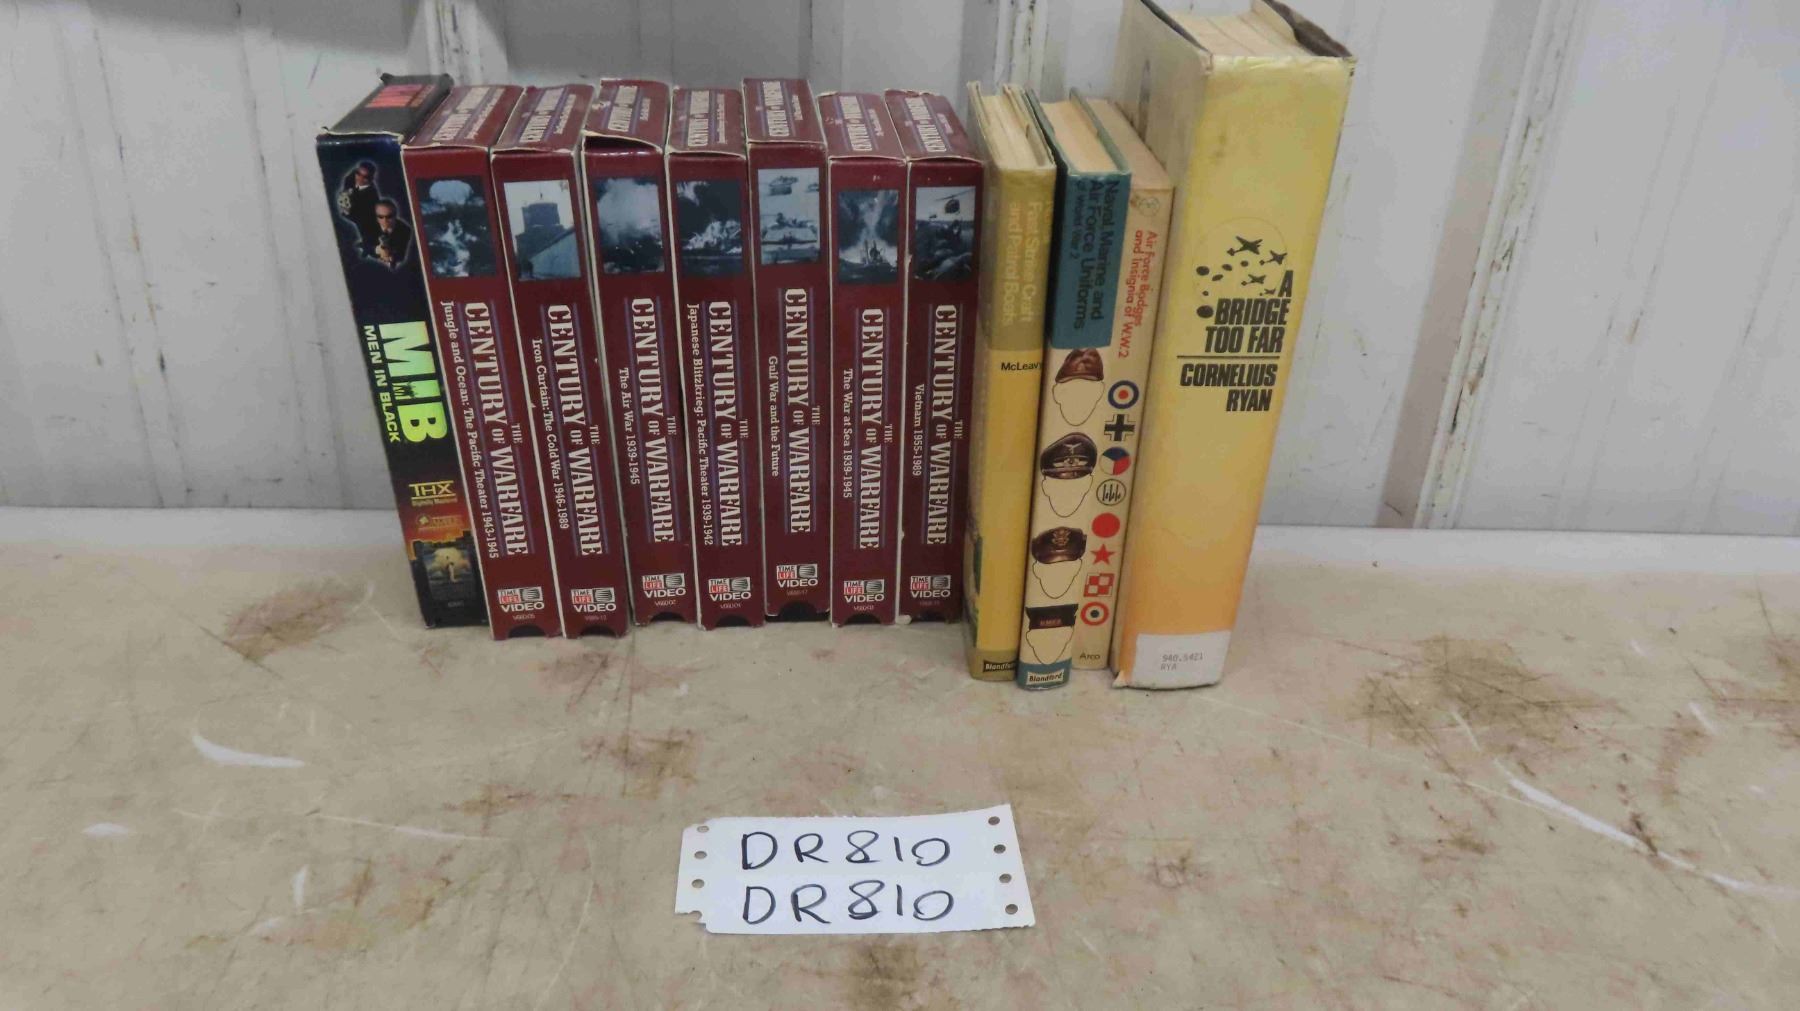 MIB
MEN IN BLACK
THX
Digitally Mastered
THE
CENTURY OF WARFARE
Jungle and Ocean: The Pacific Theater 1943-1945
TIME
LIFE
VIDEO
THE
CENTURY OF WARFARE
Iron Curtain: The Cold War 1946-1989
TIME
LIFE
VIDEO
THE
CENTURY OF WARFARE
The Air War 1939-1945
TIME
LIFE
VIDEO
THE
CENTURY OF WARFARE
Japanese Blitzkrieg: Pacific Theater 1939-1942
TIME
LIFE
VIDEO
THE
CENTURY OF WARFARE
Gulf War and the Future
TIME
LIFE
VIDEO
THE
CENTURY OF WARFARE
The War at Sea 1939-1945
TIME
LIFE
VIDEO
THE
CENTURY OF WARFARE
Vietnam 1955-1989
TIME
LIFE
VIDEO
Fast Strike Craft
and Patrol Boats
McLeavy
Blandford
Naval, Marine and
Air Force Uniforms
of World War 2
Blandford
Air Force Badges
and Insignia of W.W.2
Arco
A
BRIDGE
TOO FAR
CORNELIUS
RYAN
940.5421
RYA
DR810
DR810